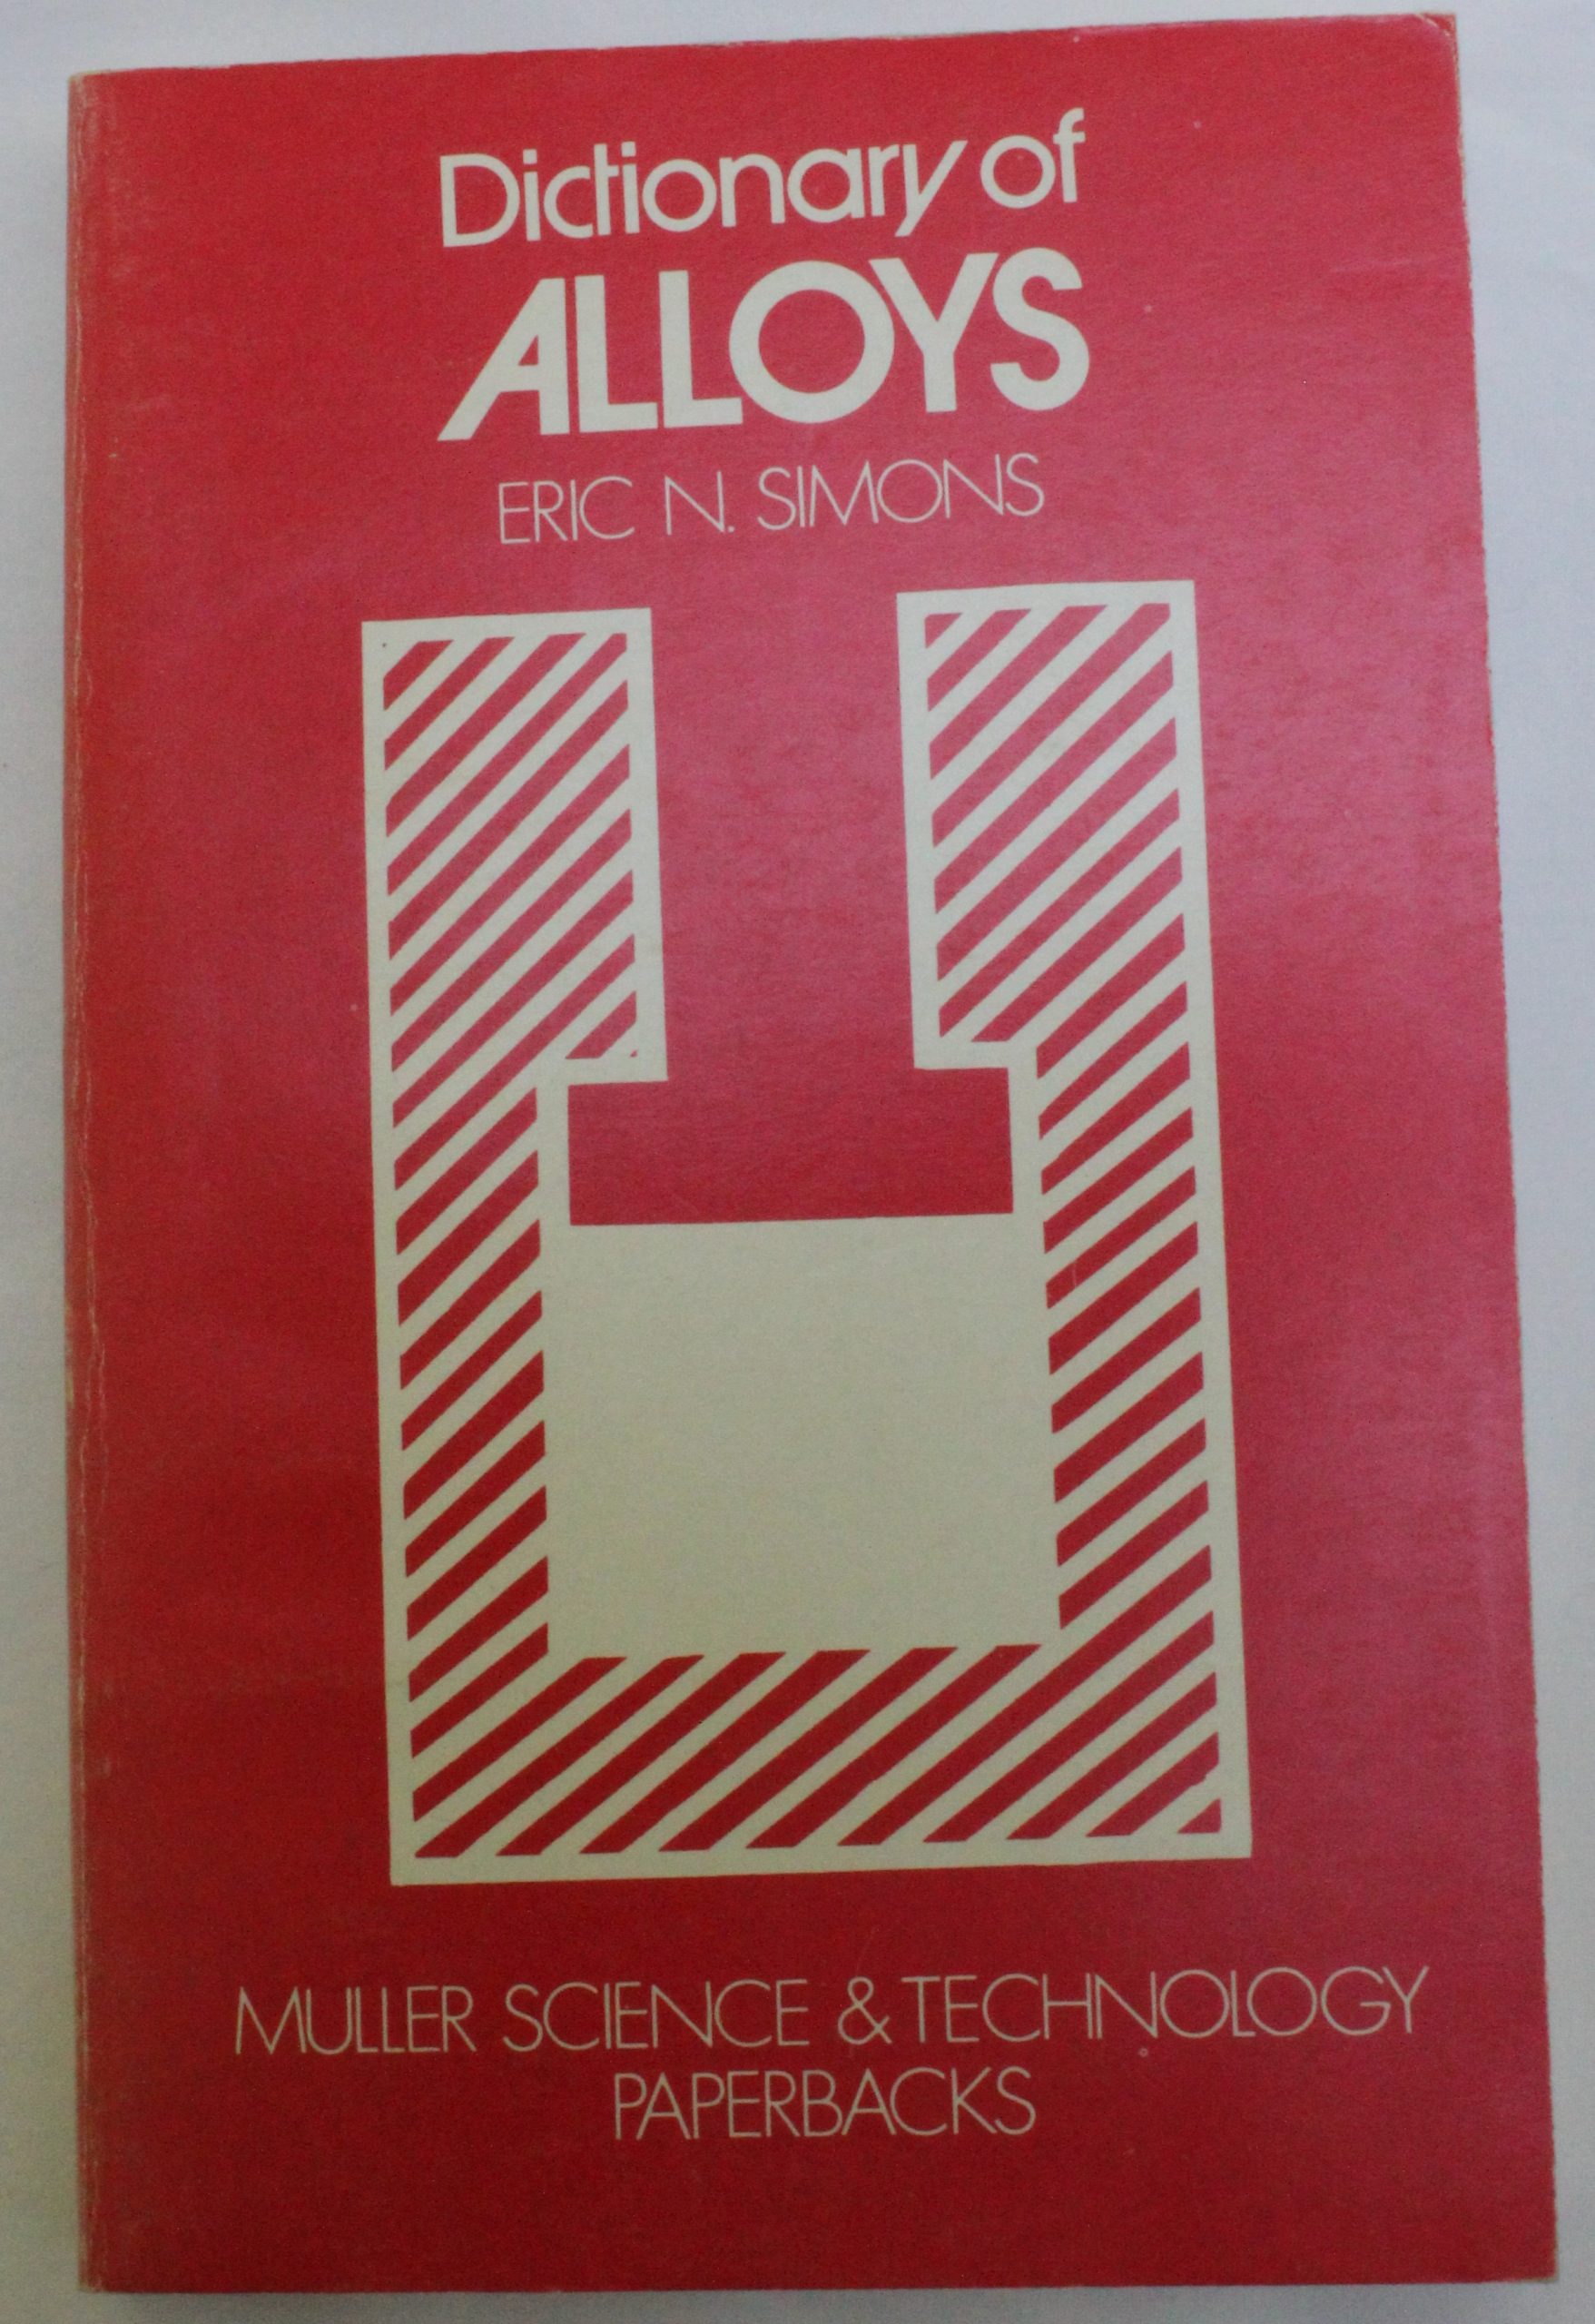 Dictionary of
ALLOYS
ERIC N. SIMONS
MULLER SCIENCE & TECHNOLOGY
PAPERBACKS